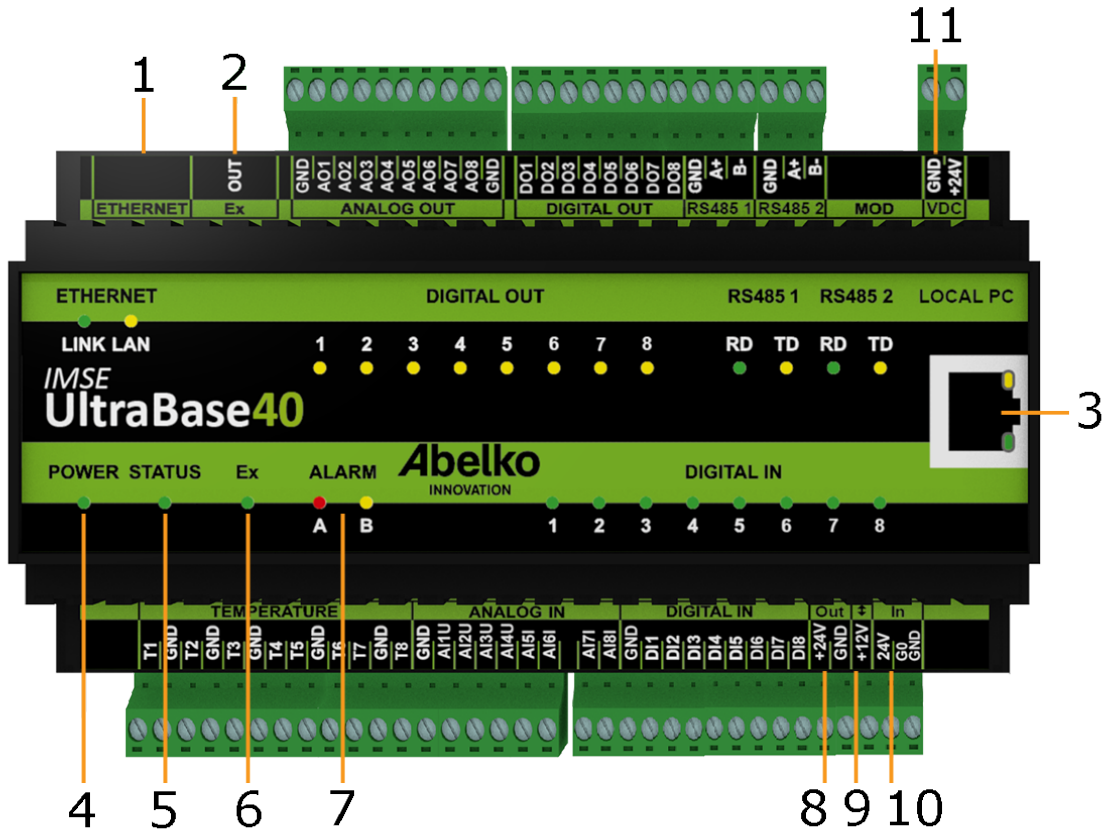 11
1 2
GND AO1 AO2 AO3 AO4 AO5 AO6 AO7 AO8 GND DO1 DO2 DO3 DO4 DO5 DO6 DO7 DO8 GND A+ B- GND A+ B- GND +24V
OUT
ETHERNET Ex ANALOG OUT DIGITAL OUT RS485 1 RS485 2 MOD VDC
ETHERNET DIGITAL OUT RS485 1 RS485 2 LOCAL PC
LINK LAN 1 2 3 4 5 6 7 8 RD TD RD TD
IMSE
UltraBase40
3
POWER STATUS Ex ALARM Abelko DIGITAL IN
INNOVATION
A B 1 2 3 4 5 6 7 8
TEMPERATURE ANALOG IN DIGITAL IN Out ↕ In
T1 GND T2 GND T3 GND T4 T5 GND T6 T7 GND T8 GND AI1U AI2U AI3U AI4U AI5I AI6I AI7I AI8I GND DI1 DI2 DI3 DI4 DI5 DI6 DI7 DI8 +24V GND +12V 24V G0 GND
4 5 6 7 8 9 10